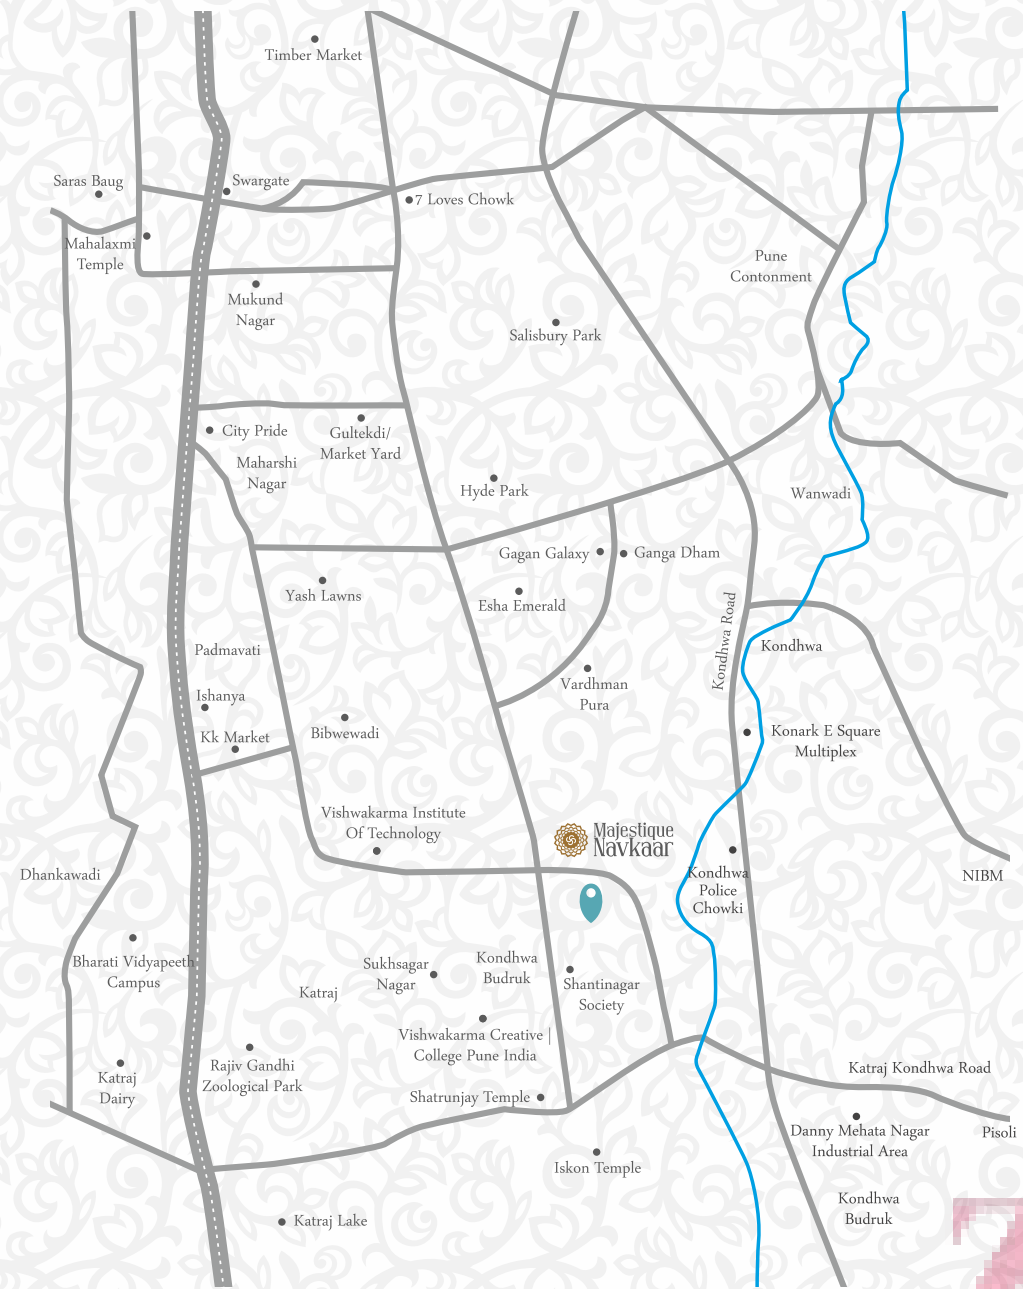 Timber Market
Saras Baug
Swargate
7 Loves Chowk
Mahalaxmi
Temple
Pune
Contonment
Mukund
Nagar
Salisbury Park
City Pride
Gultekdi/
Market Yard
Maharshi
Nagar
Hyde Park
Wanwadi
Gagan Galaxy
Ganga Dham
Yash Lawns
Esha Emerald
Kondhwa Road
Padmavati
Kondhwa
Ishanya
Vardhman
Pura
Kk Market
Bibwewadi
Konark E Square
Multiplex
Vishwakarma Institute
Of Technology
Majestique
Navkaar
Dhankawadi
Kondhwa
Police
Chowki
NIBM
Bharati Vidyapeeth
Campus
Sukhsagar
Nagar
Kondhwa
Budruk
Katraj
Shantinagar
Society
Vishwakarma Creative |
College Pune India
Rajiv Gandhi
Zoological Park
Katraj
Dairy
Katraj Kondhwa Road
Shatrunjay Temple
Danny Mehata Nagar
Industrial Area
Pisoli
Iskon Temple
Kondhwa
Budruk
Katraj Lake